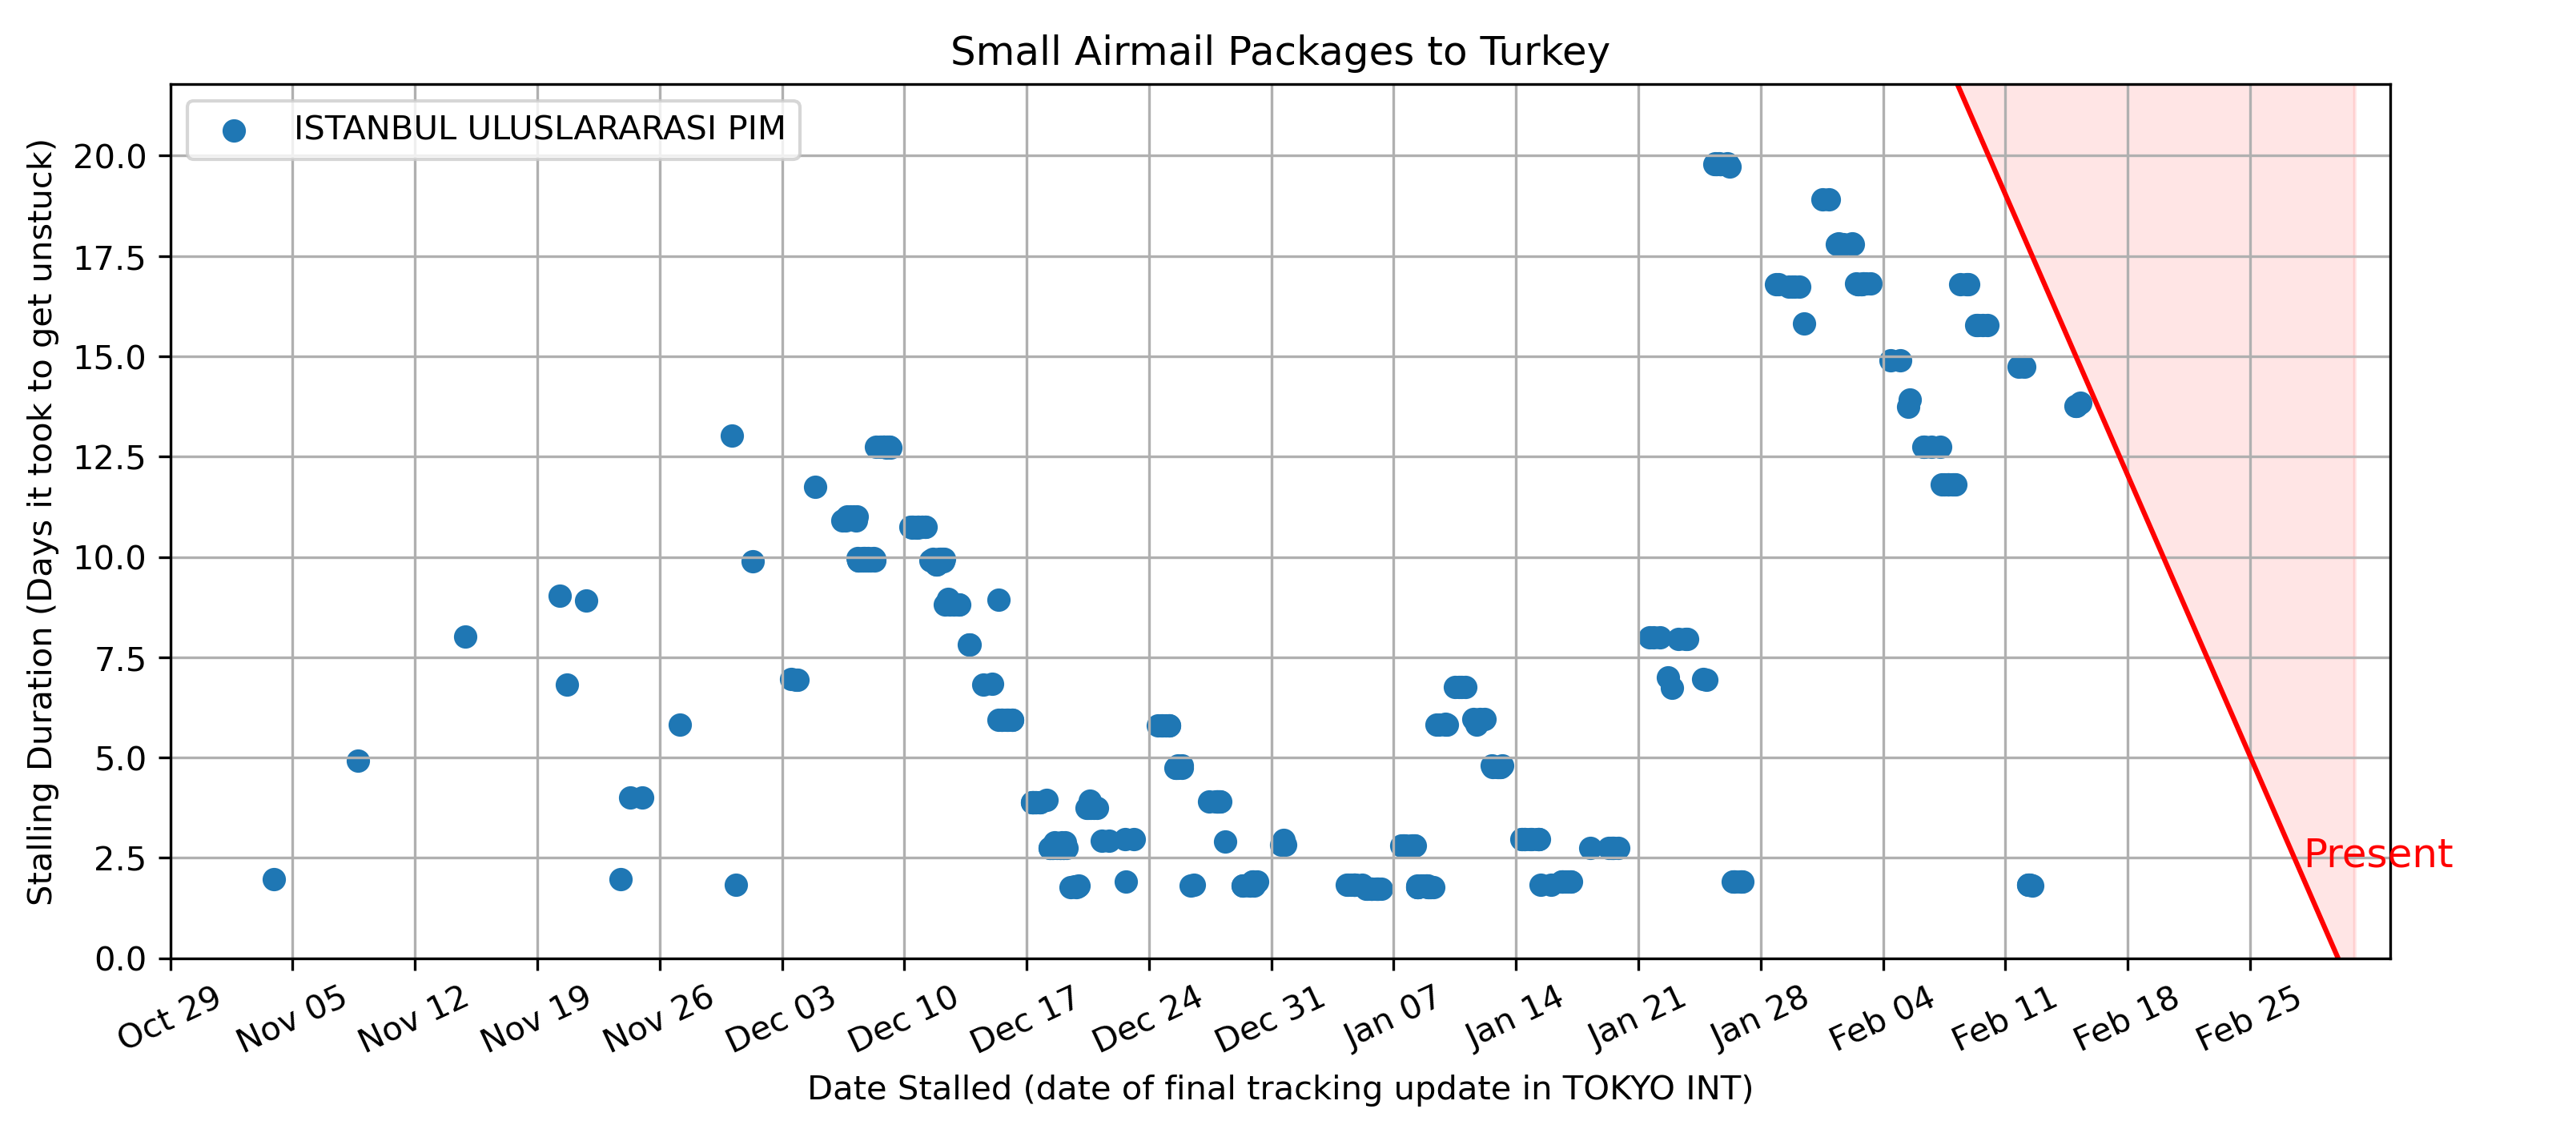 Small Airmail Packages to Turkey
ISTANBUL ULUSLARARASI PIM
Stalling Duration (Days it took to get unstuck)
20.0
17.5
15.0
12.5
10.0
7.5
5.0
2.5
0.0
Present
Oct 29
Nov 05
Nov 12
Nov 19
Nov 26
Dec 03
Dec 10
Dec 17
Dec 24
Dec 31
Jan 07
Jan 14
Jan 21
Jan 28
Feb 04
Feb 11
Feb 18
Feb 25
Date Stalled (date of final tracking update in TOKYO INT)